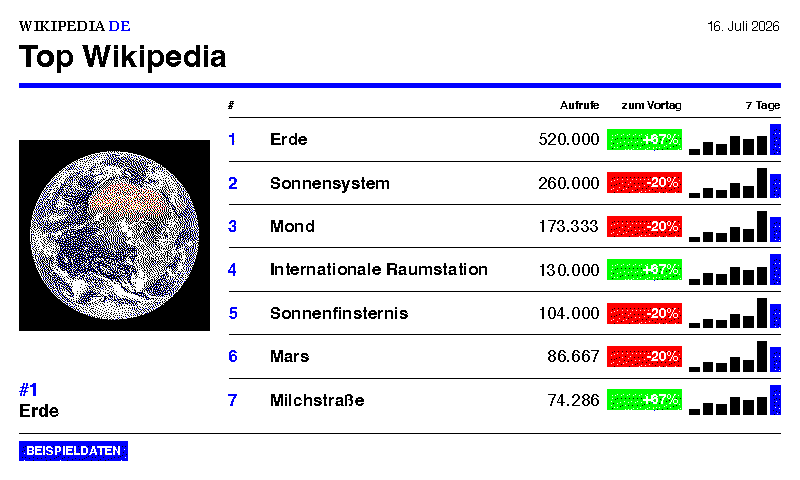 WIKIPEDIA DE
16. Juli 2026
Top Wikipedia
# Aufrufe zum Vortag 7 Tage
1 Erde 520.000 +67%
2 Sonnensystem 260.000 -20%
3 Mond 173.333 -20%
4 Internationale Raumstation 130.000 +67%
5 Sonnenfinsternis 104.000 -20%
6 Mars 86.667 -20%
7 Milchstraße 74.286 +67%
#1
Erde
BEISPIELDATEN